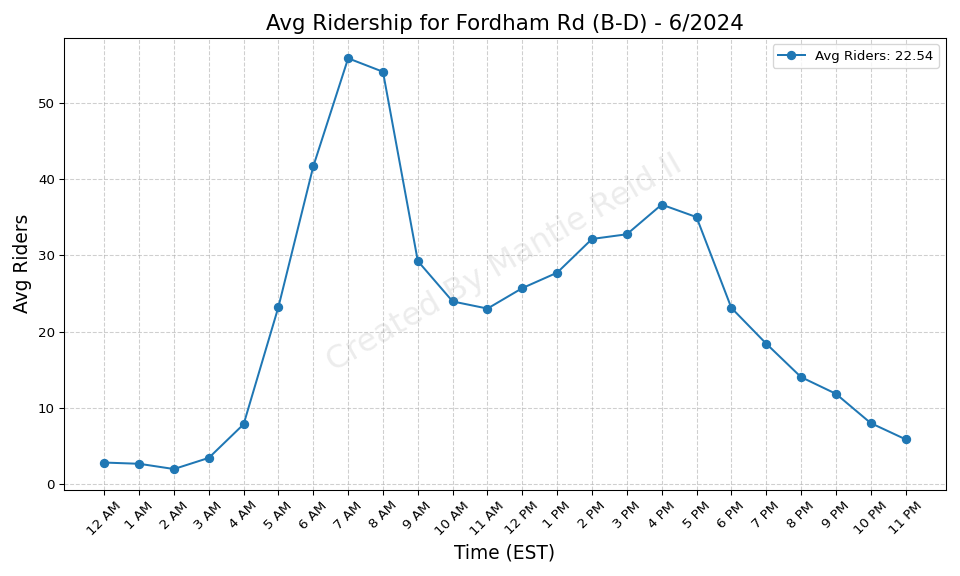 Avg Ridership for Fordham Rd (B-D) - 6/2024
Avg Riders: 22.54
Avg Riders
50
40
30
20
10
0
Created By Mantle Reid II
12 AM
1 AM
2 AM
3 AM
4 AM
5 AM
6 AM
7 AM
8 AM
9 AM
10 AM
11 AM
12 PM
1 PM
2 PM
3 PM
4 PM
5 PM
6 PM
7 PM
8 PM
9 PM
10 PM
11 PM
Time (EST)